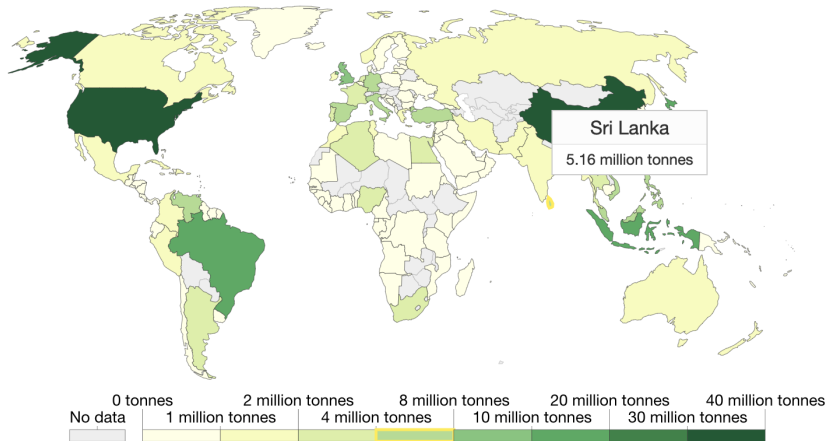 Sri Lanka
5.16 million tonnes
0 tonnes 2 million tonnes 8 million tonnes 20 million tonnes 40 million tonnes
No data 1 million tonnes 4 million tonnes 10 million tonnes 30 million tonnes